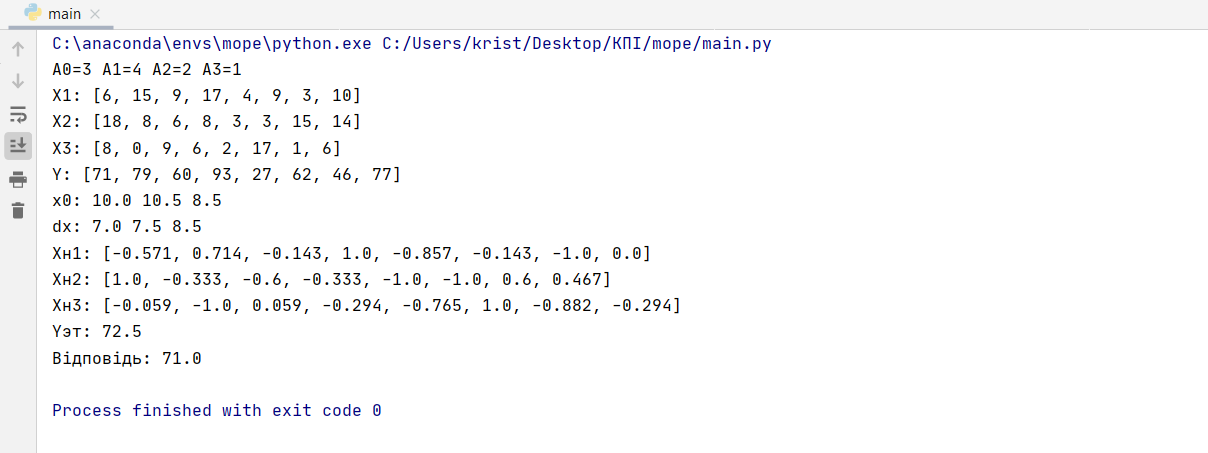 main
C:\anaconda\envs\mope\python.exe C:/Users/krist/Desktop/КПІ/mope/main.py
A0=3 A1=4 A2=2 A3=1
X1: [6, 15, 9, 17, 4, 9, 3, 10]
X2: [18, 8, 6, 8, 3, 3, 15, 14]
X3: [8, 0, 9, 6, 2, 17, 1, 6]
Y: [71, 79, 60, 93, 27, 62, 46, 77]
x0: 10.0 10.5 8.5
dx: 7.0 7.5 8.5
Xн1: [-0.571, 0.714, -0.143, 1.0, -0.857, -0.143, -1.0, 0.0]
Xн2: [1.0, -0.333, -0.6, -0.333, -1.0, -1.0, 0.6, 0.467]
Xн3: [-0.059, -1.0, 0.059, -0.294, -0.765, 1.0, -0.882, -0.294]
Yэт: 72.5
Відповідь: 71.0
Process finished with exit code 0